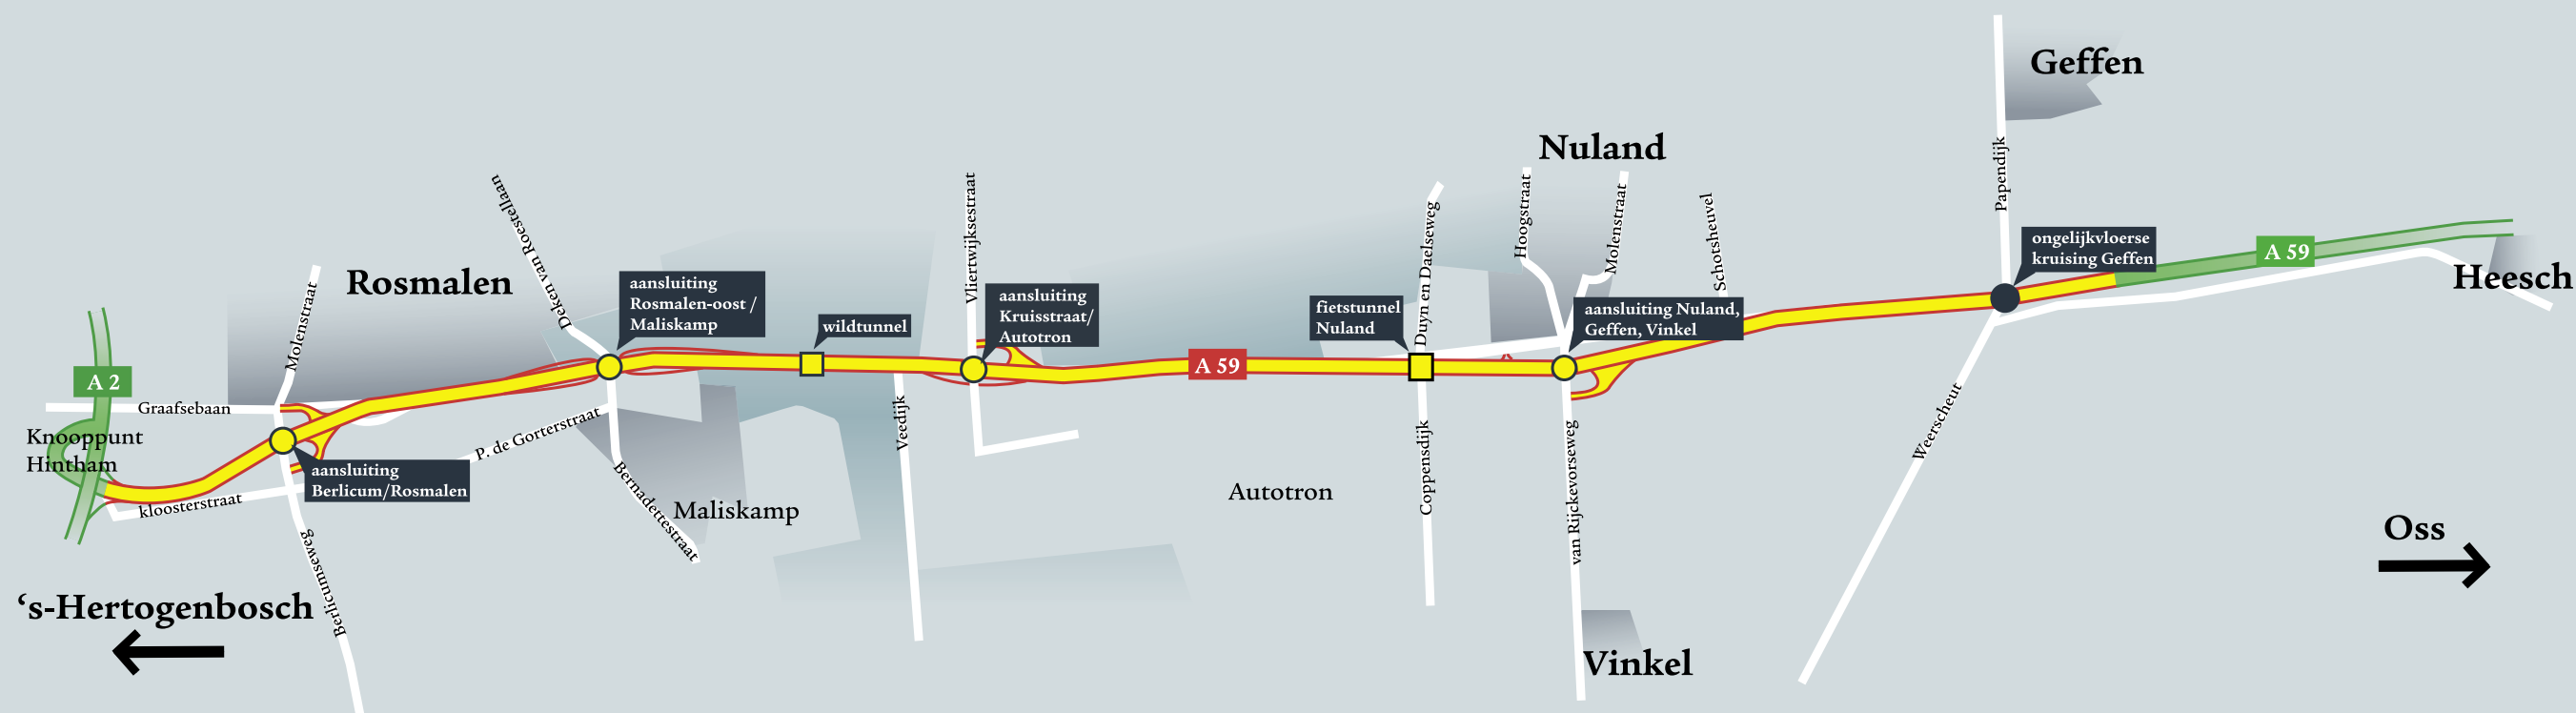 Geffen
Nuland
Rosmalen
Heesch
Oss
's-Hertogenbosch
Vinkel
Maliskamp
Autotron
Knooppunt
Hintham
A 2
A 59
A 59
Graafsebaan
kloosterstraat
Molenstraat
Berlicumseweg
aansluiting
Berlicum/Rosmalen
P. de Gorterstraat
Deken van Roestellaan
Bernadettestraat
aansluiting
Rosmalen-oost /
Maliskamp
wildtunnel
Veedijk
Vliertwijksestraat
aansluiting
Kruisstraat/
Autotron
fietstunnel
Nuland
Duyn en Daelseweg
Coppensdijk
Hoogstraat
Molenstraat
Schotsheuvel
aansluiting Nuland,
Geffen, Vinkel
van Rijckevorseweg
Papendijk
ongelijkvloerse
kruising Geffen
Weerscheut